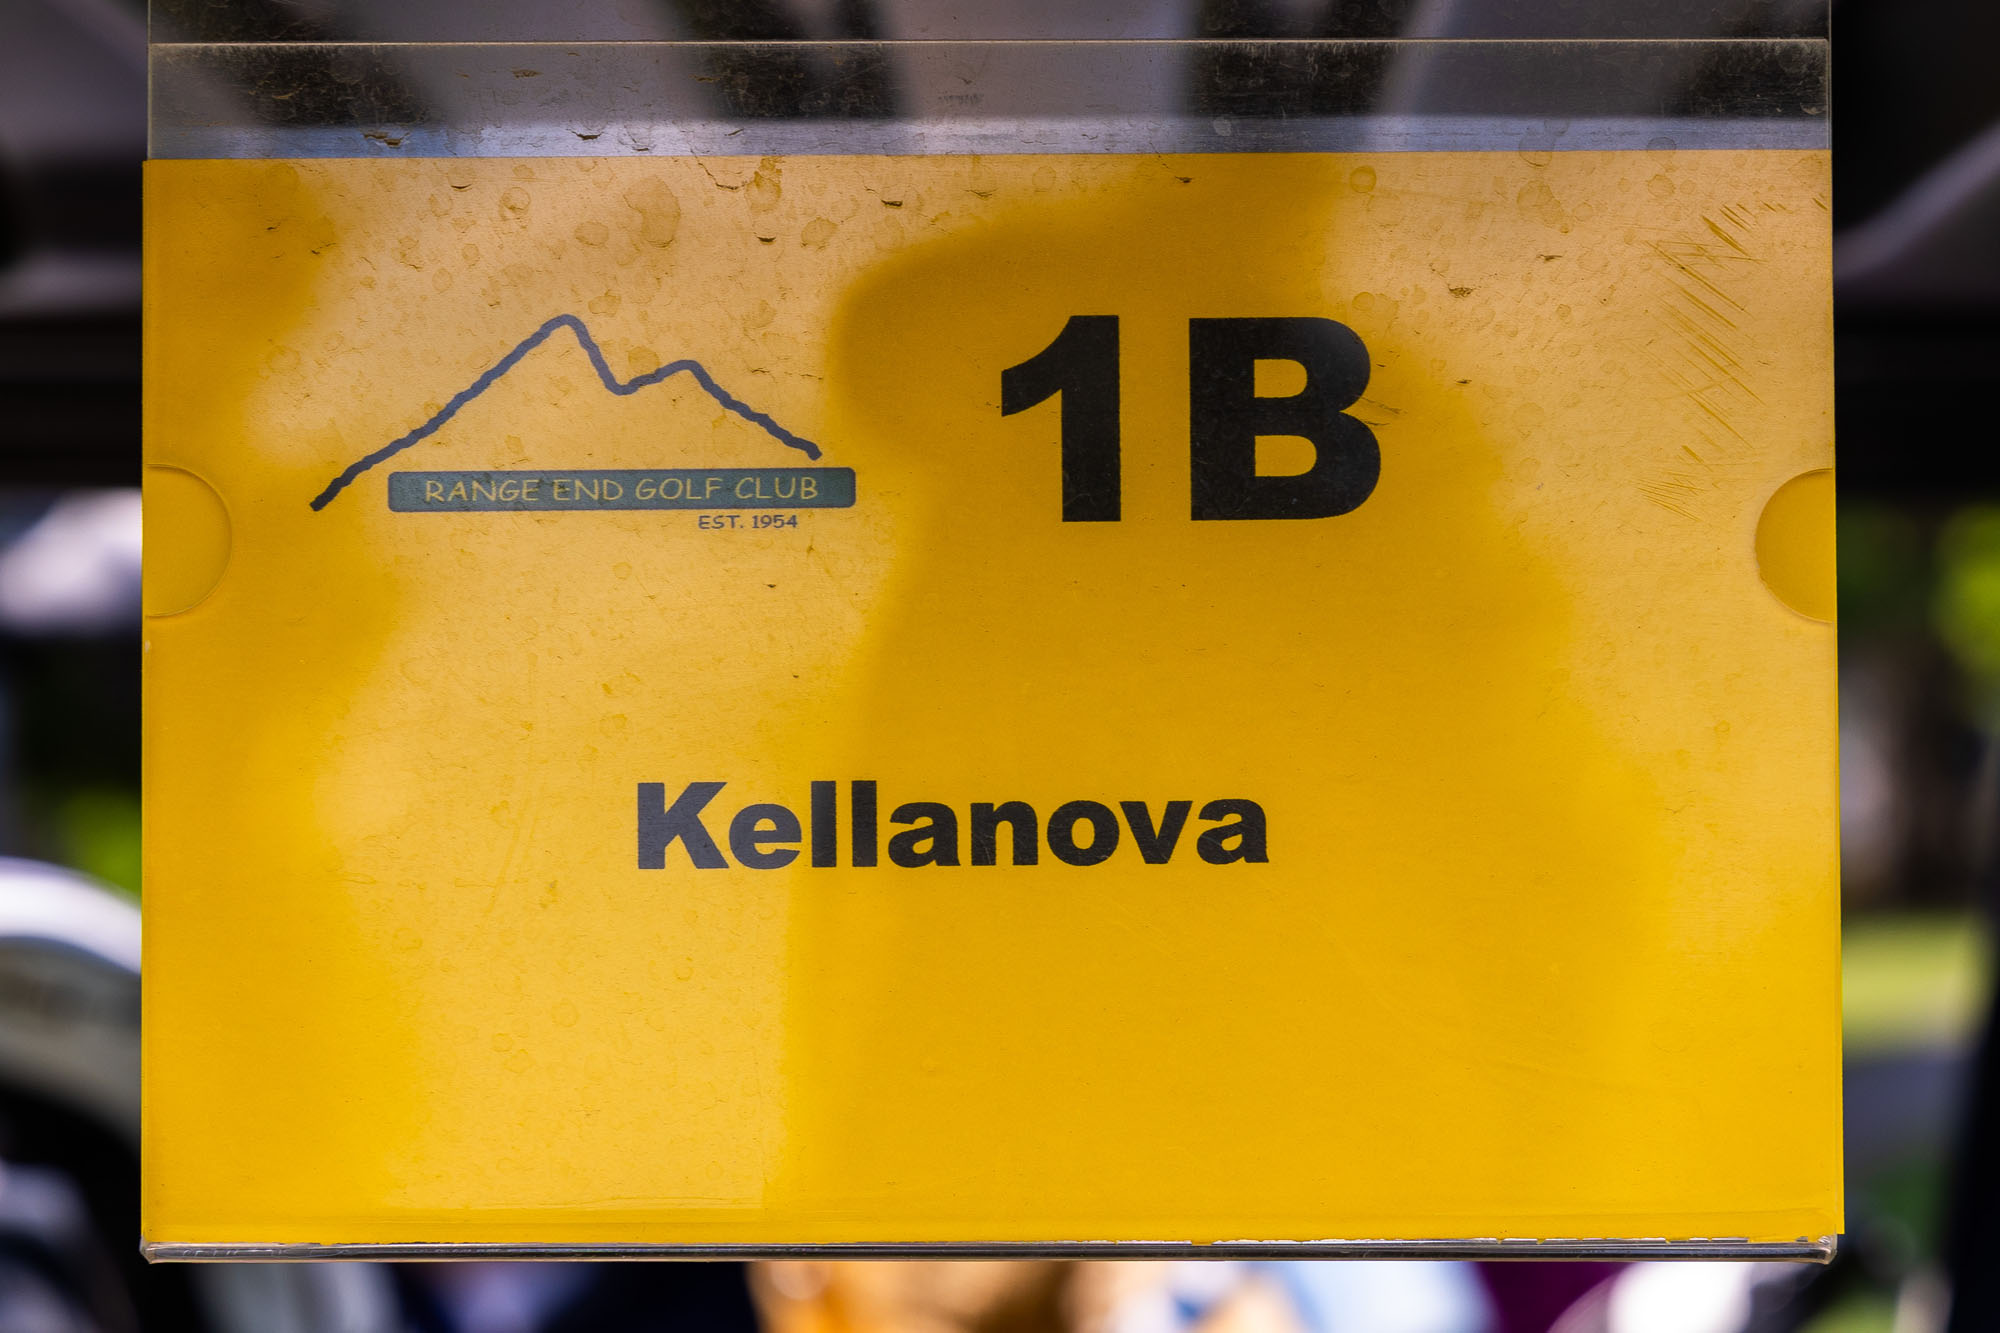 1B
RANGE END GOLF CLUB
EST. 1954
Kellanova